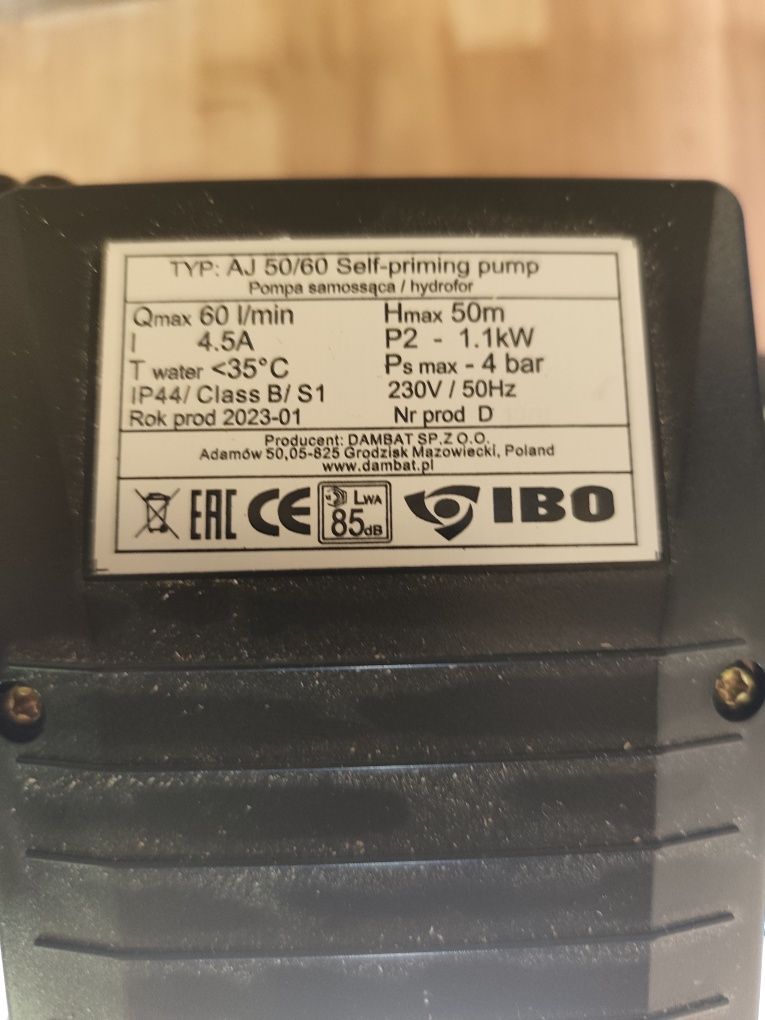 TYP: AJ 50/60 Self-priming pump
Pompa samossąca / hydrofor
Qmax 60 l/min Hmax 50m
I 4.5A P2 - 1.1kW
T water <35°C Ps max - 4 bar
IP44/ Class B/ S1 230V / 50Hz
Rok prod 2023-01 Nr prod D
Producent: DAMBAT SP.Z O.O.
Adamów 50,05-825 Grodzisk Mazowiecki, Poland
www.dambat.pl
EAC CE LWA 85dB IBO